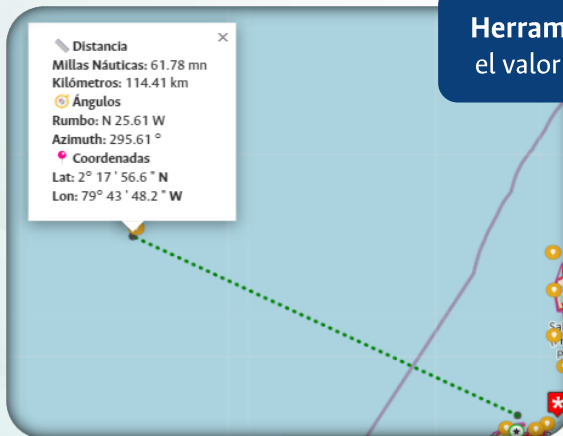 Herram
el valor
Distancia
Millas Náuticas: 61.78 mn
Kilómetros: 114.41 km
Ángulos
Rumbo: N 25.61 W
Azimuth: 295.61 °
Coordenadas
Lat: 2° 17 ' 56.6 " N
Lon: 79° 43 ' 48.2 " W